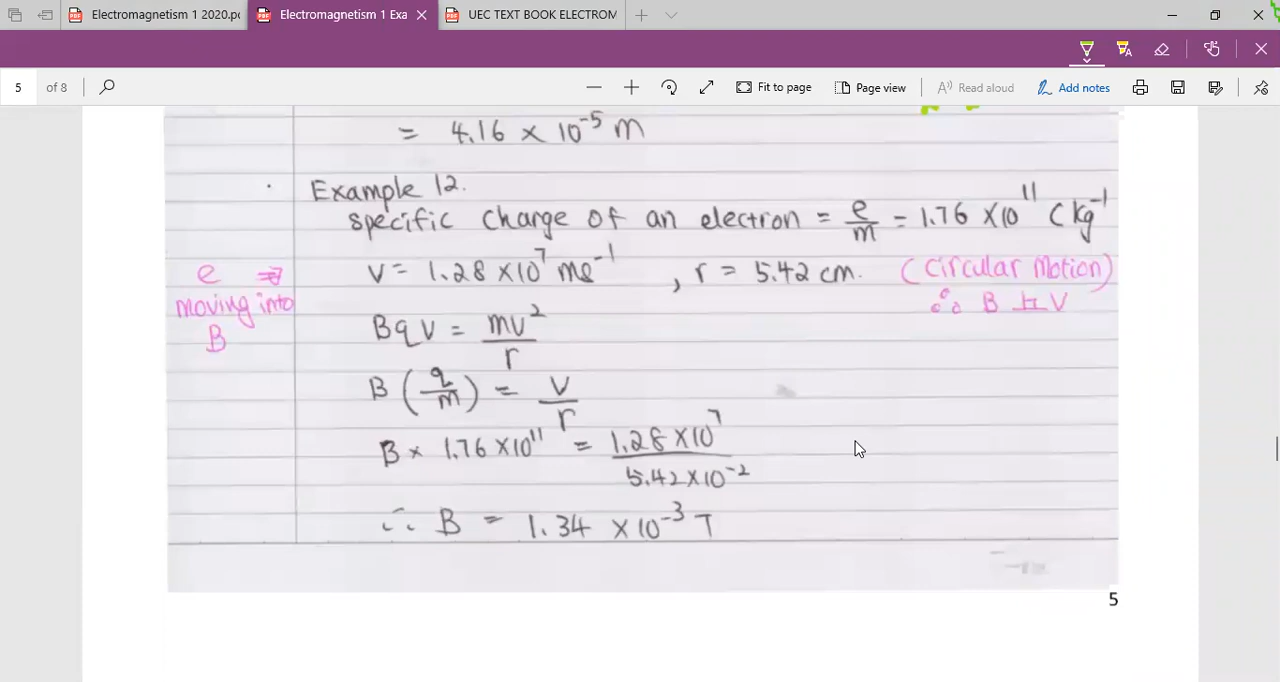 Electromagnetism 1 2020.po
Electromagnetism 1 Exa
UEC TEXT BOOK ELECTROM
5 of 8
Fit to page
Page view
Read aloud
Add notes
= 4.16 × 10⁻⁵ m
Example 12.
specific charge of an electron = e/m = 1.76 × 10¹¹ C kg⁻¹
v = 1.28 × 10⁷ ms⁻¹ , r = 5.42 cm. (Circular Motion)
e ⇒ moving into B
∴ B ⊥ V
BqV = mv²/r
B (q/m) = v/r
B × 1.76 × 10¹¹ = 1.28 × 10⁷ / 5.42 × 10⁻²
∴ B = 1.34 × 10⁻³ T
5